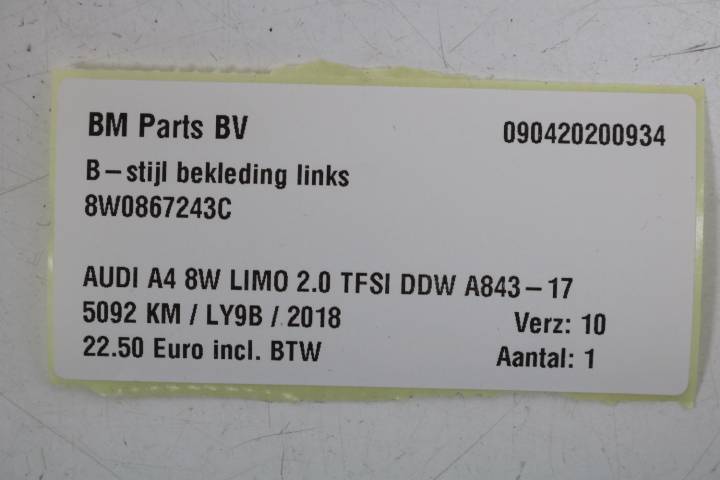 BM Parts BV 090420200934
B-stijl bekleding links
8W0867243C
AUDI A4 8W LIMO 2.0 TFSI DDW A843-17
5092 KM / LY9B / 2018 Verz: 10
22.50 Euro incl. BTW Aantal: 1